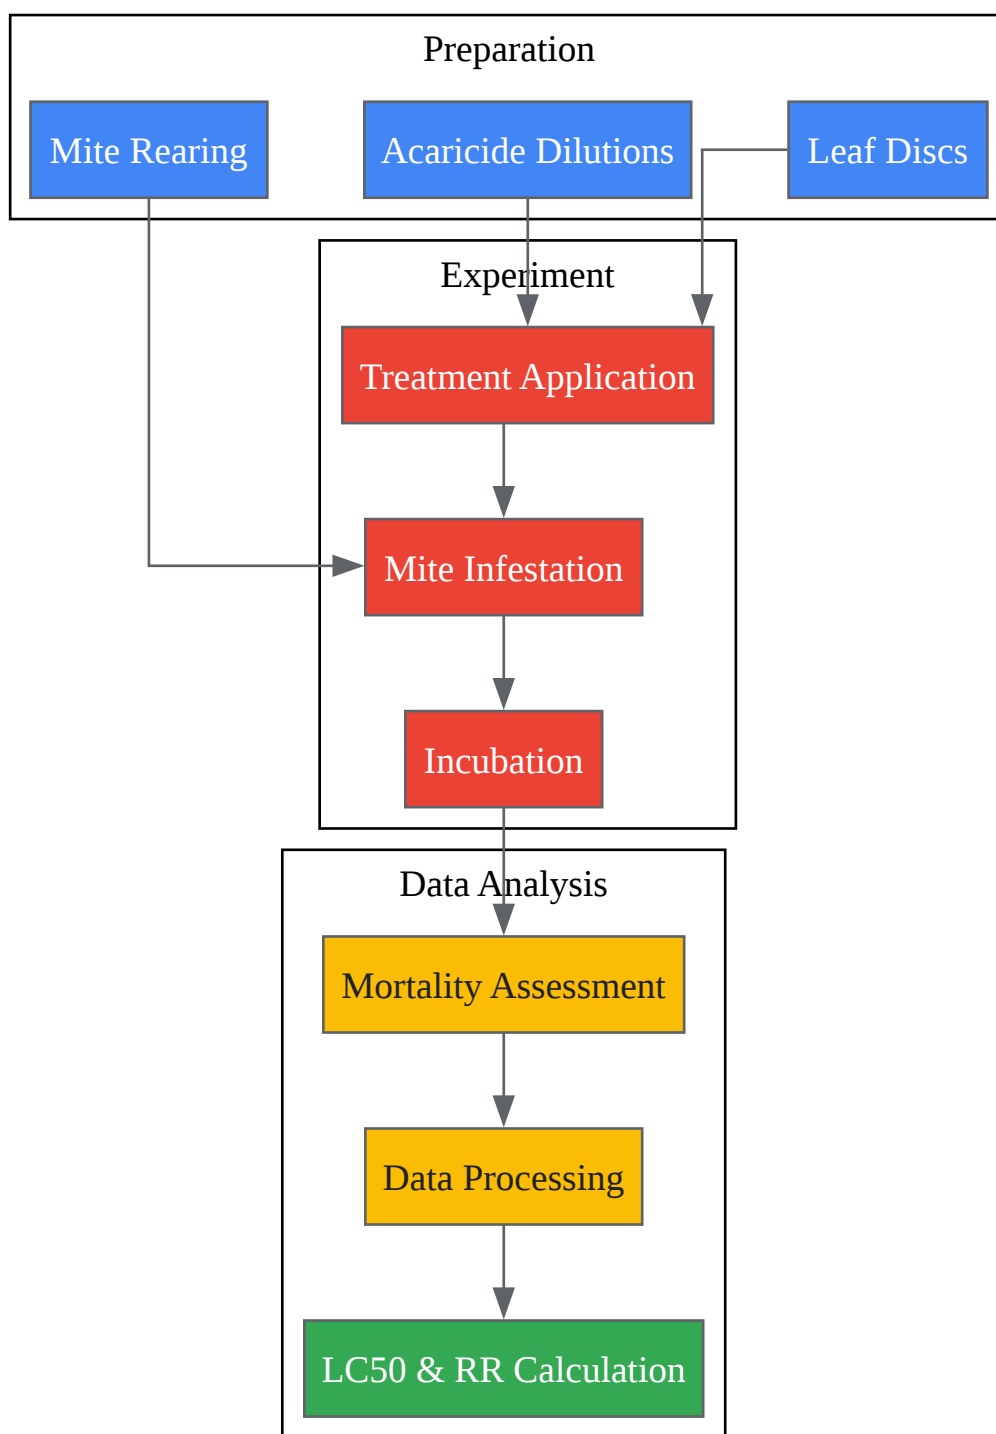 Preparation
Mite Rearing
Acaricide Dilutions
Leaf Discs
Experiment
Treatment Application
Mite Infestation
Incubation
Data Analysis
Mortality Assessment
Data Processing
LC50 & RR Calculation